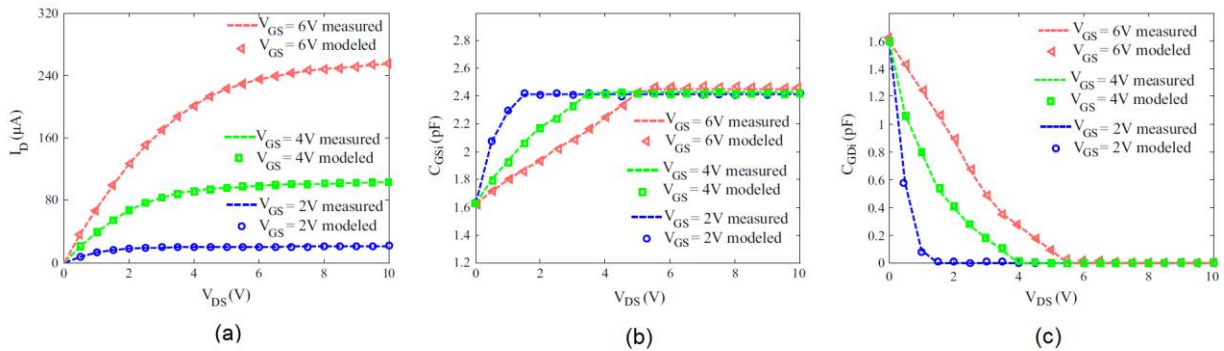 320
240
160
80
0
0
2
4
6
8
10
I_D (μA)
V_DS (V)
V_GS = 6V measured
V_GS = 6V modeled
V_GS = 4V measured
V_GS = 4V modeled
V_GS = 2V measured
V_GS = 2V modeled
(a)
2.8
2.6
2.4
2.2
2
1.8
1.6
1.4
1.2
0
2
4
6
8
10
C_GSi (pF)
V_DS (V)
V_GS = 6V measured
V_GS = 6V modeled
V_GS = 4V measured
V_GS = 4V modeled
V_GS = 2V measured
V_GS = 2V modeled
(b)
1.6
1.4
1.2
1.0
0.8
0.6
0.4
0.2
0
0
2
4
6
8
10
C_GDi (pF)
V_DS (V)
V_GS = 6V measured
V_GS = 6V modeled
V_GS = 4V measured
V_GS = 4V modeled
V_GS = 2V measured
V_GS = 2V modeled
(c)